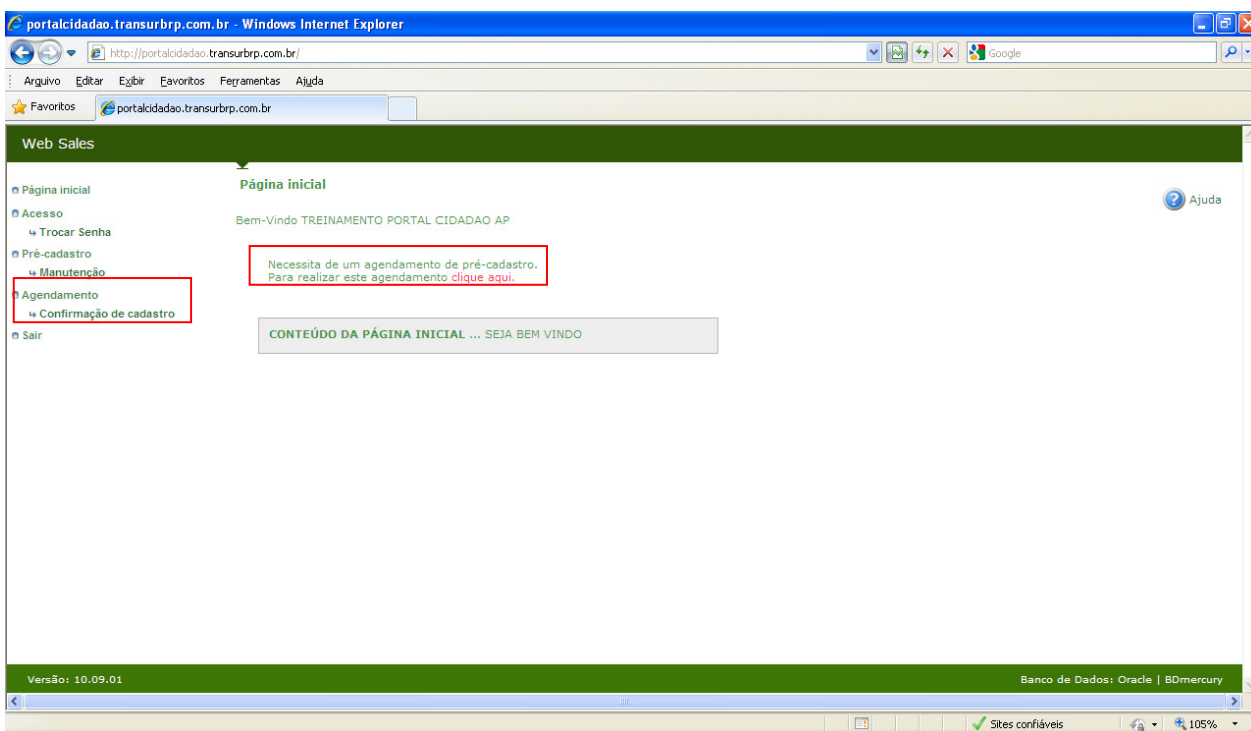 portalcidadao.transurbrp.com.br - Windows Internet Explorer
http://portalcidadao.transurbrp.com.br/
Google
Arquivo Editar Exibir Favoritos Ferramentas Ajuda
Favoritos
portalcidadao.transurbrp.com.br
Web Sales
Página inicial
Acesso
Trocar Senha
Pré-cadastro
Manutenção
Agendamento
Confirmação de cadastro
Sair
Página inicial
Ajuda
Bem-Vindo TREINAMENTO PORTAL CIDADAO AP
Necessita de um agendamento de pré-cadastro.
Para realizar este agendamento clique aqui.
CONTEÚDO DA PÁGINA INICIAL ... SEJA BEM VINDO
Versão: 10.09.01
Banco de Dados: Oracle | BDmercury
Sites confiáveis
105%